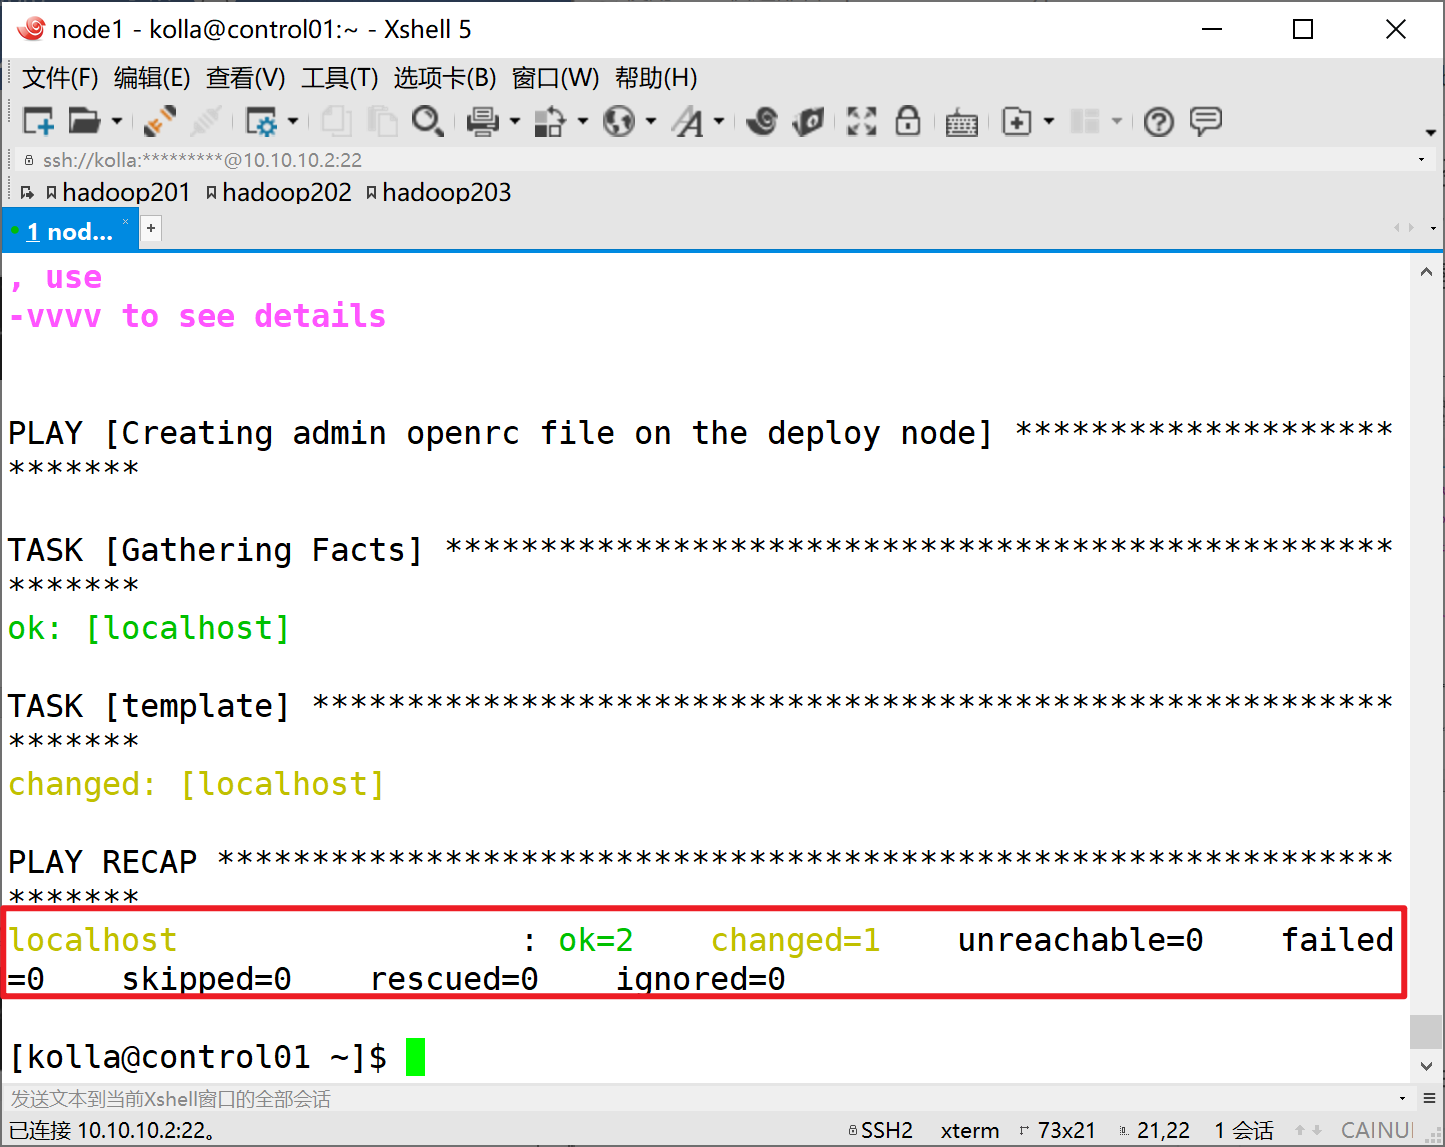 node1 - kolla@control01:~ - Xshell 5
文件(F) 编辑(E) 查看(V) 工具(T) 选项卡(B) 窗口(W) 帮助(H)
ssh://kolla:*********@10.10.10.2:22
hadoop201 hadoop202 hadoop203
1 nod... × +
, use
-vvvv to see details
PLAY [Creating admin openrc file on the deploy node] ********************
*******
TASK [Gathering Facts] **************************************************
*******
ok: [localhost]
TASK [template] *********************************************************
*******
changed: [localhost]
PLAY RECAP **************************************************************
*******
localhost : ok=2 changed=1 unreachable=0 failed
=0 skipped=0 rescued=0 ignored=0
[kolla@control01 ~]$
发送文本到当前Xshell窗口的全部会话
已连接 10.10.10.2:22。 SSH2 xterm 73x21 21,22 1 会话